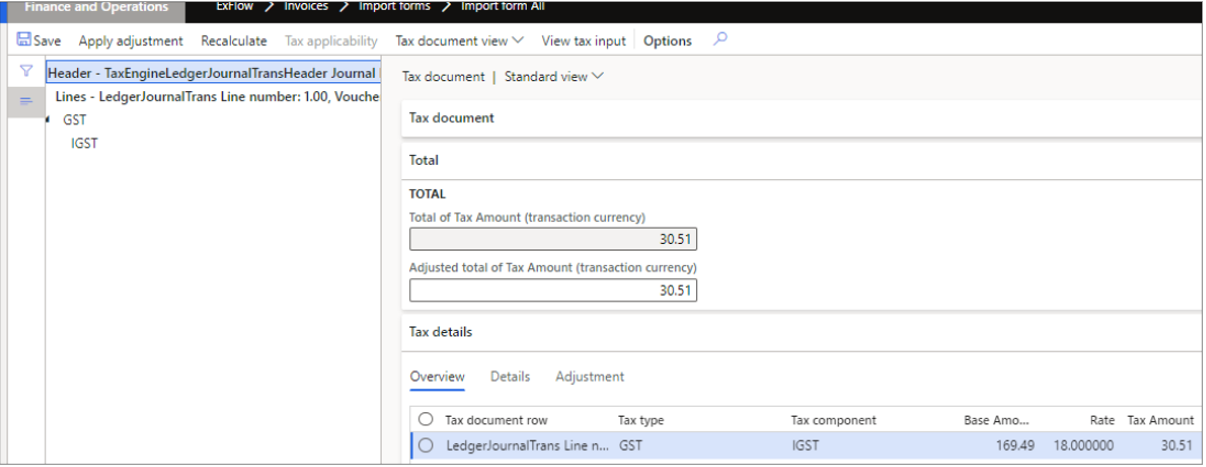 Finance and Operations ExFlow > Invoices > Import forms > Import form All
Save Apply adjustment Recalculate Tax applicability Tax document view View tax input Options
Header - TaxEngineLedgerJournalTransHeader Journal
Lines - LedgerJournalTrans Line number: 1.00, Vouche
GST
IGST
Tax document | Standard view
Tax document
Total
TOTAL
Total of Tax Amount (transaction currency)
30.51
Adjusted total of Tax Amount (transaction currency)
30.51
Tax details
Overview Details Adjustment
Tax document row Tax type Tax component Base Amo... Rate Tax Amount
LedgerJournalTrans Line n... GST IGST 169.49 18.000000 30.51